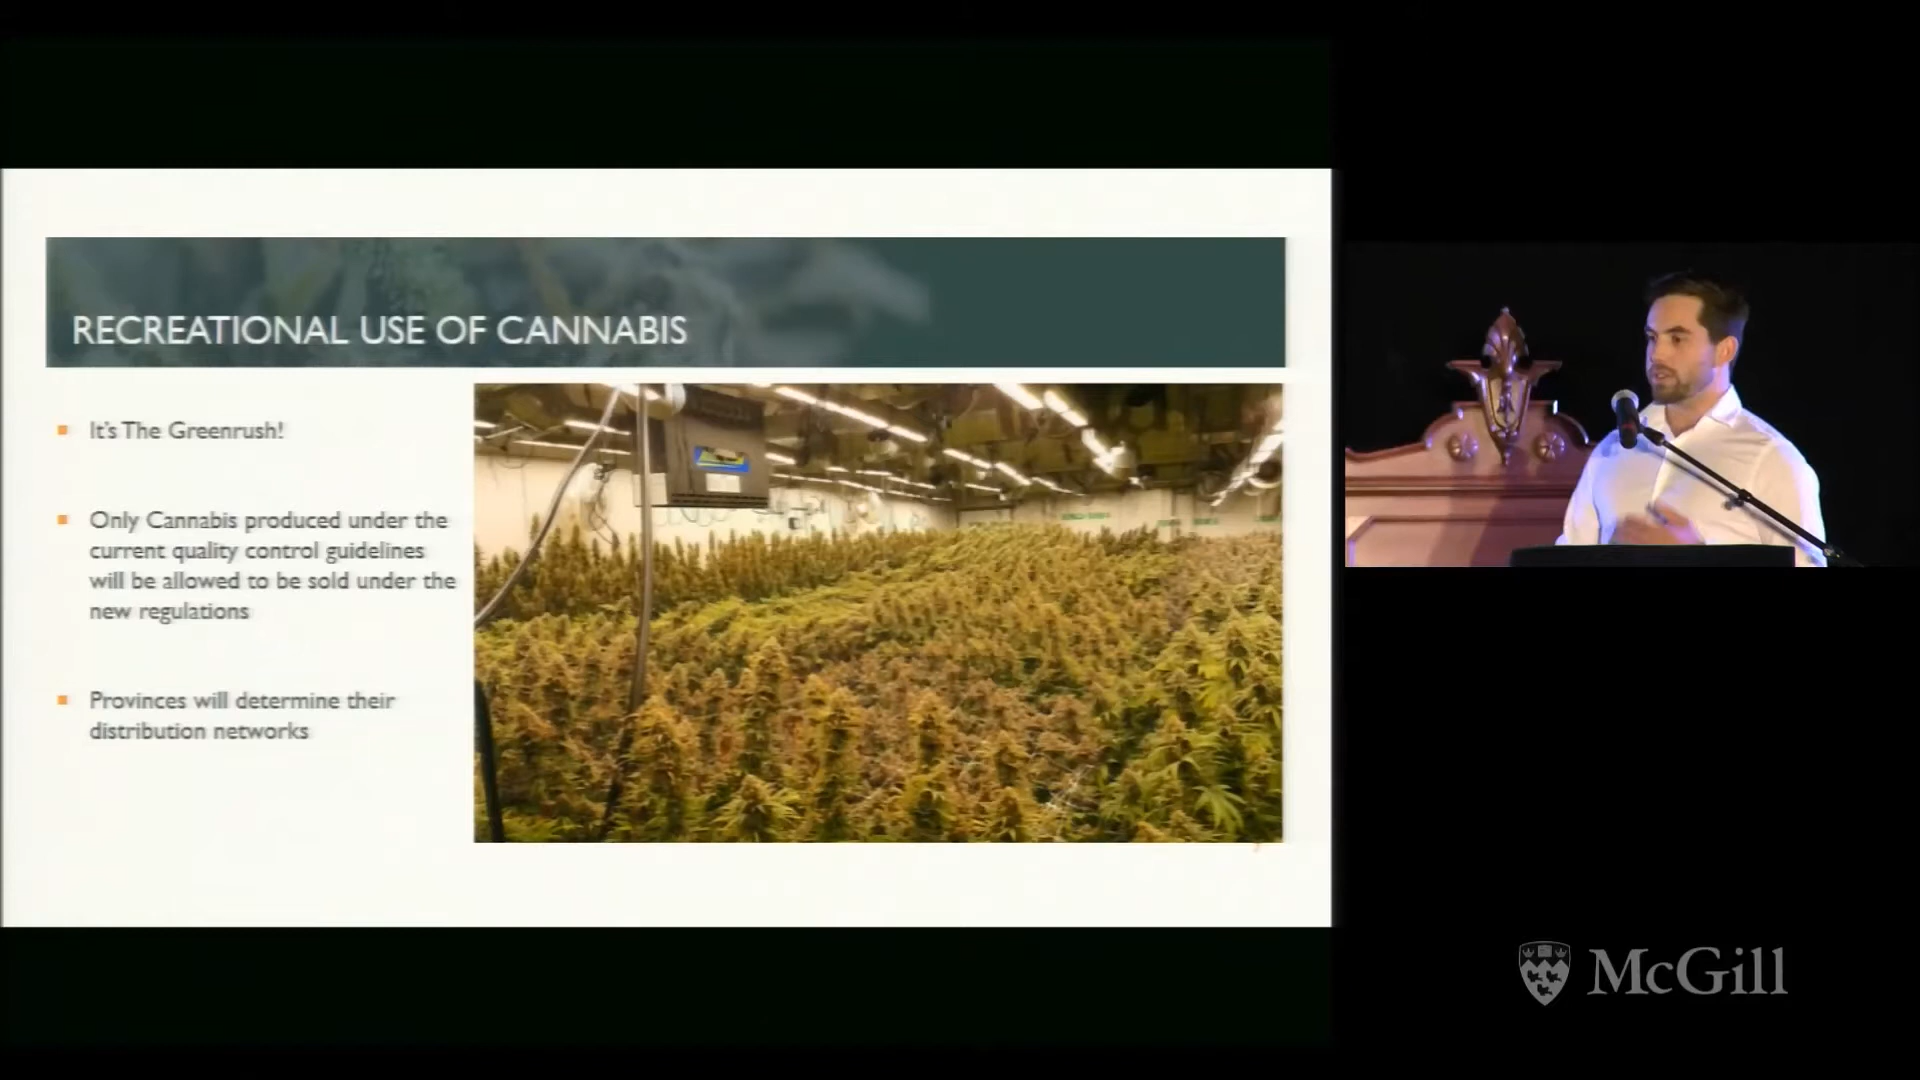 RECREATIONAL USE OF CANNABIS
It's The Greenrush!
Only Cannabis produced under the
current quality control guidelines
will be allowed to be sold under the
new regulations
Provinces will determine their
distribution networks
McGill